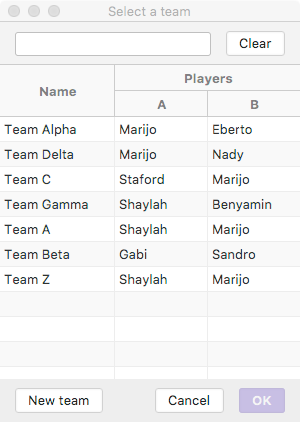 Select a team
Clear
Name
Players
A
B
Team Alpha Marijo Eberto
Team Delta Marijo Nady
Team C Staford Marijo
Team Gamma Shaylah Benyamin
Team A Shaylah Marijo
Team Beta Gabi Sandro
Team Z Shaylah Marijo
New team Cancel OK